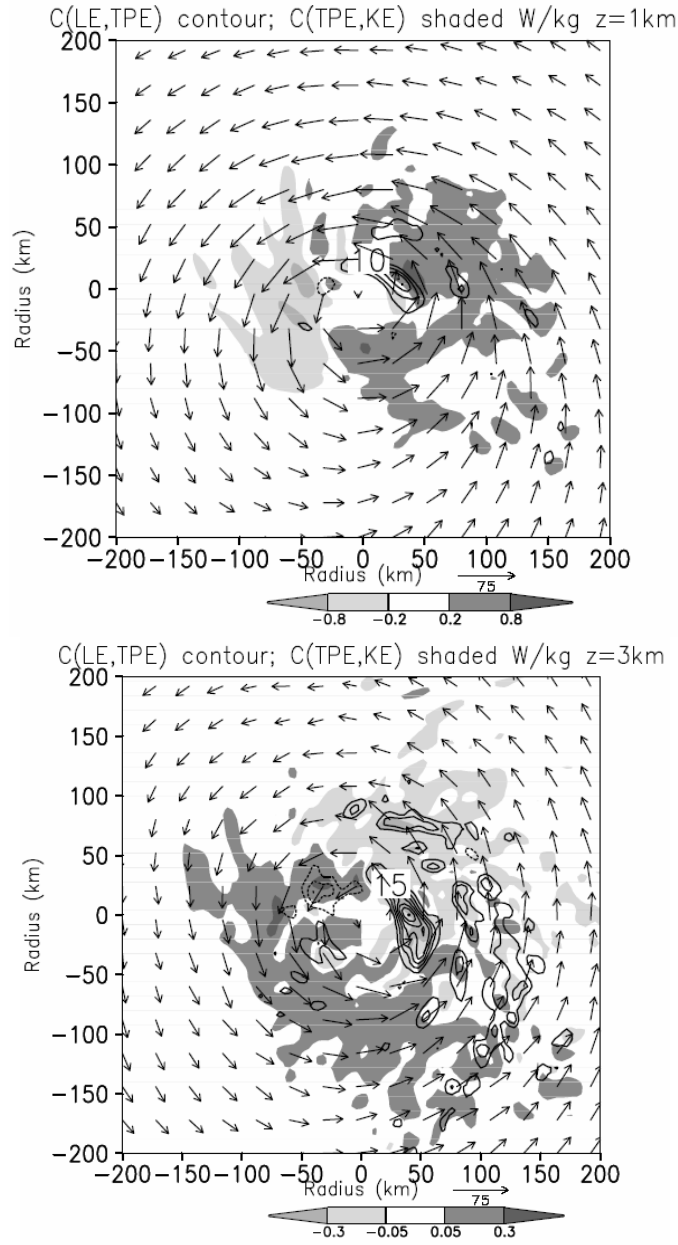 C(LE,TPE) contour; C(TPE,KE) shaded W/kg z=1km
200
150
100
50
0
−50
−100
−150
−200
Radius (km)
10
−200 −150 −100 −50 0 50 100 150 200
Radius (km)
75
−0.8 −0.2 0.2 0.8
C(LE,TPE) contour; C(TPE,KE) shaded W/kg z=3km
200
150
100
50
0
−50
−100
−150
−200
Radius (km)
15
−200 −150 −100 −50 0 50 100 150 200
Radius (km)
75
−0.3 −0.05 0.05 0.3